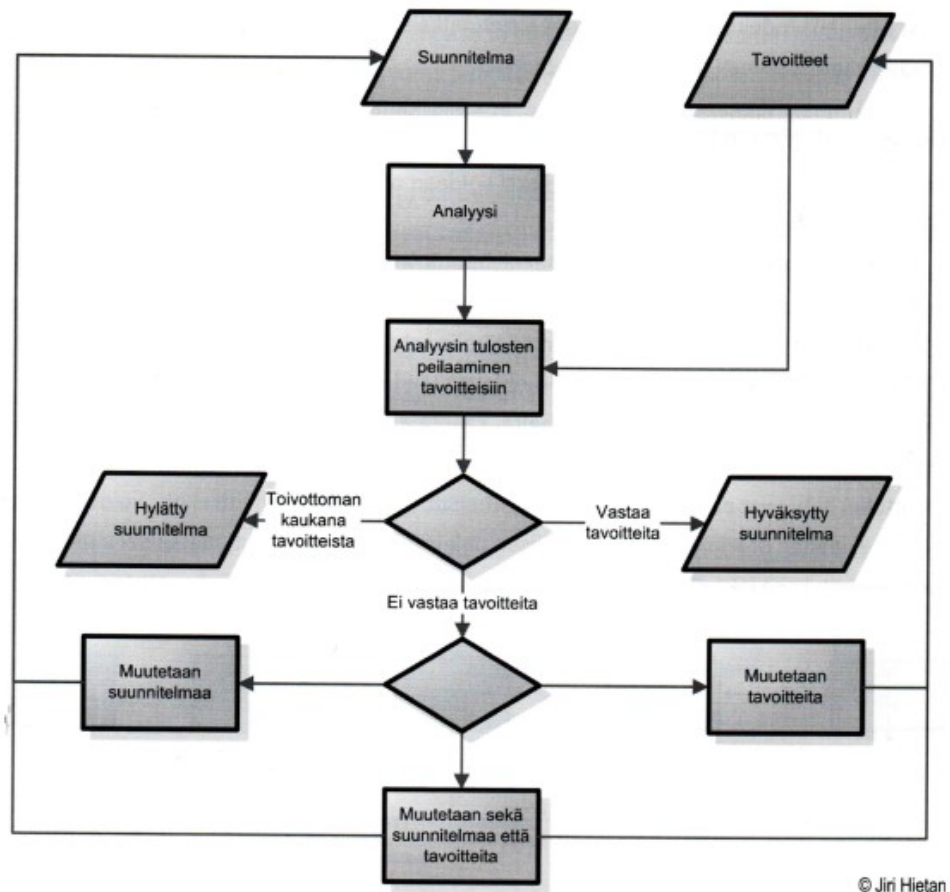 Suunnitelma
Tavoitteet
Analyysi
Analyysin tulosten
peilaaminen
tavoitteisiin
Hylätty
suunnitelma
Toivottoman
kaukana
tavoitteista
Vastaa
tavoitteita
Hyväksytty
suunnitelma
Ei vastaa tavoitteita
Muutetaan
suunnitelmaa
Muutetaan
tavoitteita
Muutetaan sekä
suunnitelmaa että
tavoitteita
© Jiri Hietan